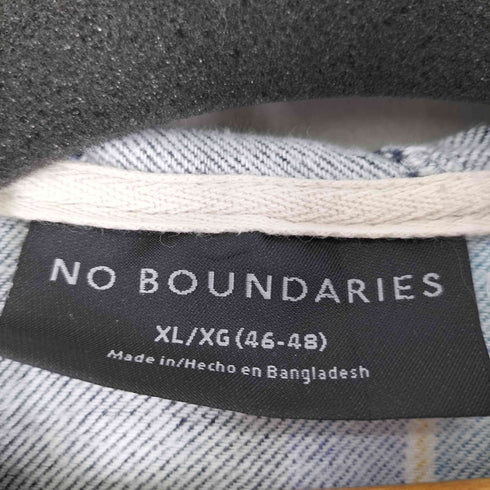 NO BOUNDARIES
XL/XG (46-48)
Made in/Hecho en Bangladesh